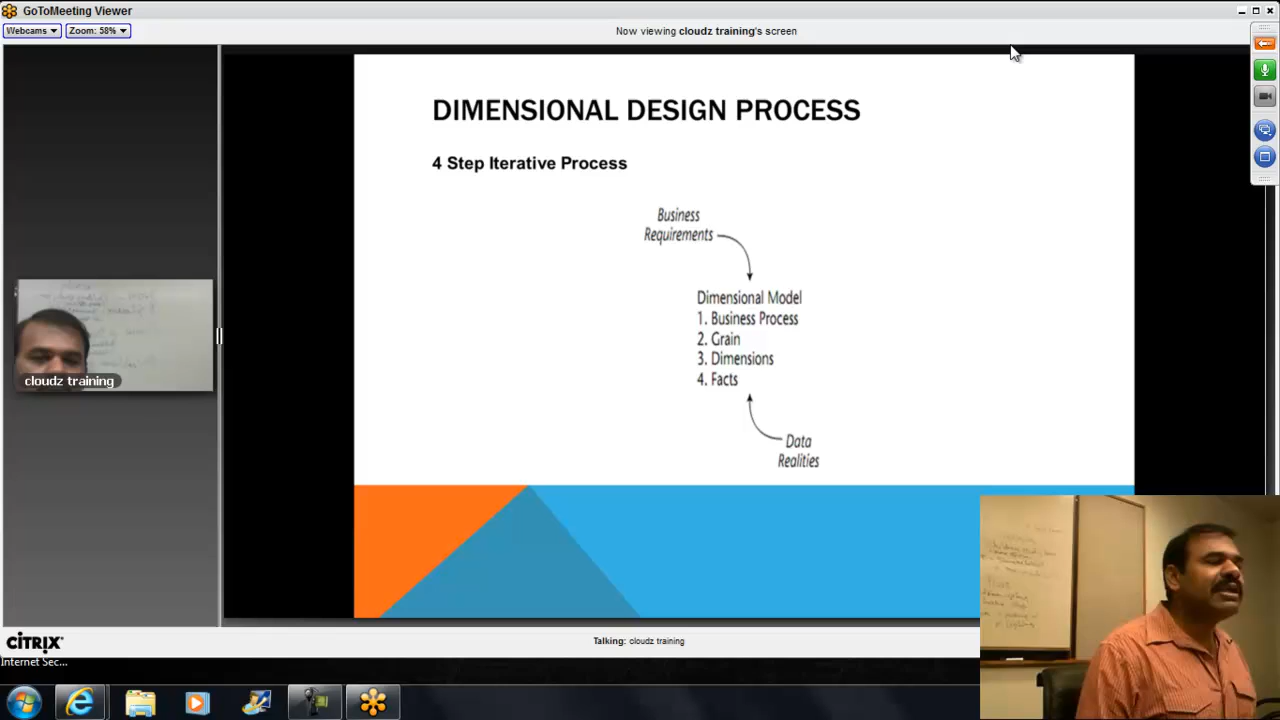 GoToMeeting Viewer
Webcams
Zoom: 58%
Now viewing cloudz training's screen
DIMENSIONAL DESIGN PROCESS
4 Step Iterative Process
Business
Requirements
Dimensional Model
1. Business Process
2. Grain
3. Dimensions
4. Facts
Data
Realities
cloudz training
CİTRIX
Talking: cloudz training
Internet Sec...